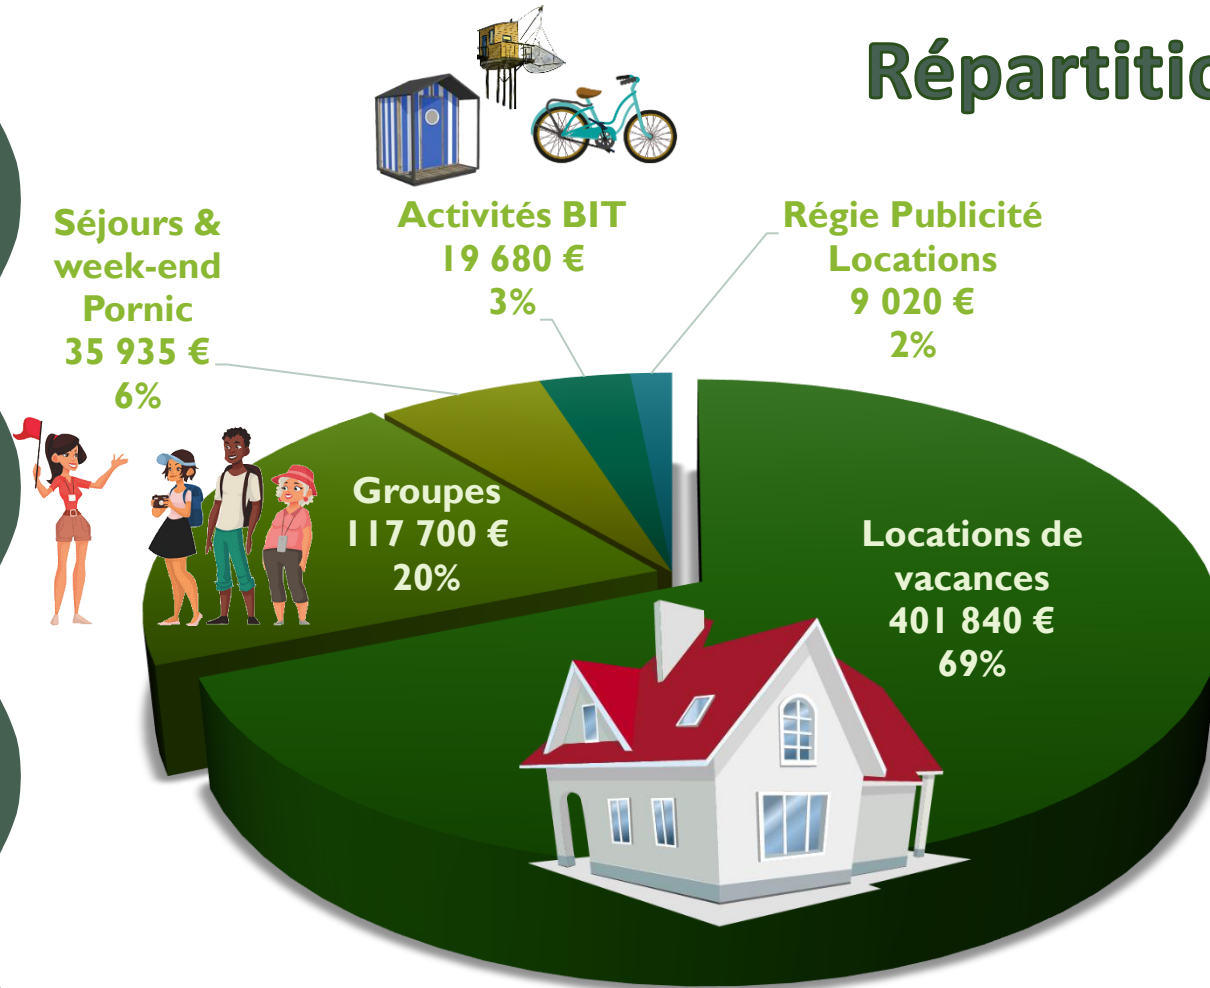 Répartitio
Séjours &
week-end
Pornic
35 935 €
6%
Activités BIT
19 680 €
3%
Régie Publicité
Locations
9 020 €
2%
Groupes
117 700 €
20%
Locations de
vacances
401 840 €
69%